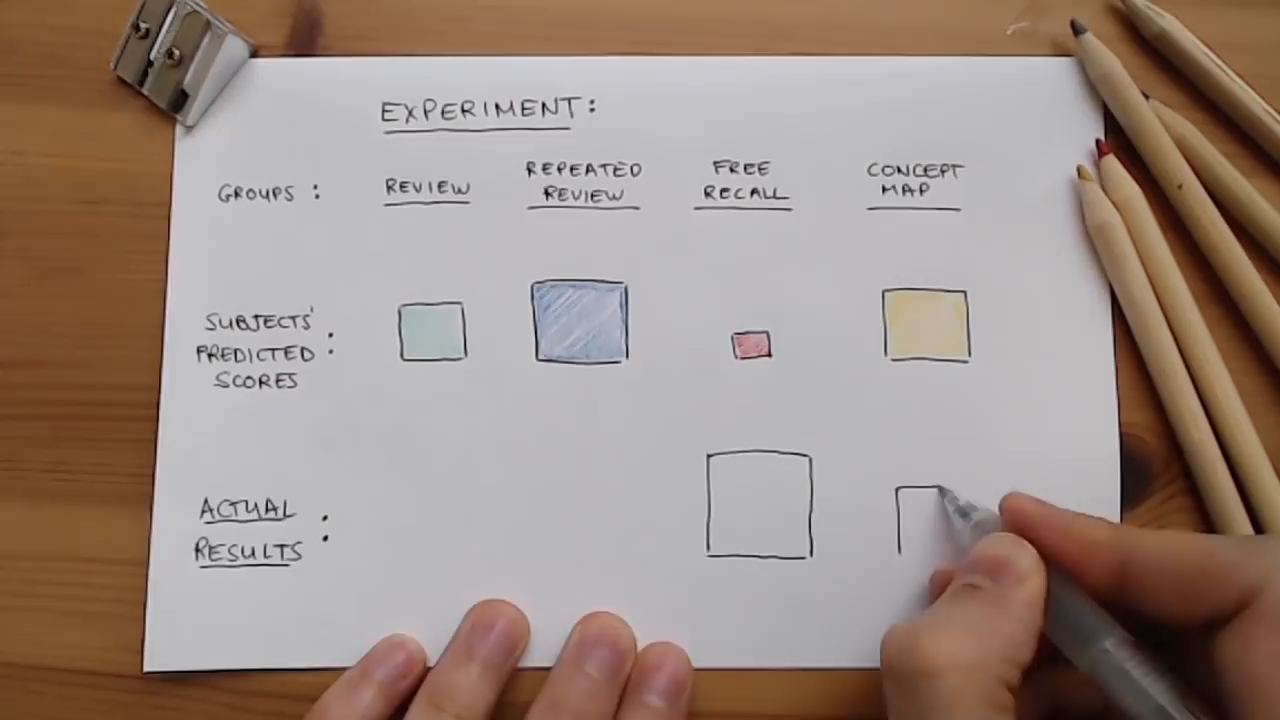 EXPERIMENT:
GROUPS :
REVIEW
REPEATED
REVIEW
FREE
RECALL
CONCEPT
MAP
SUBJECTS'
PREDICTED :
SCORES
ACTUAL
RESULTS :